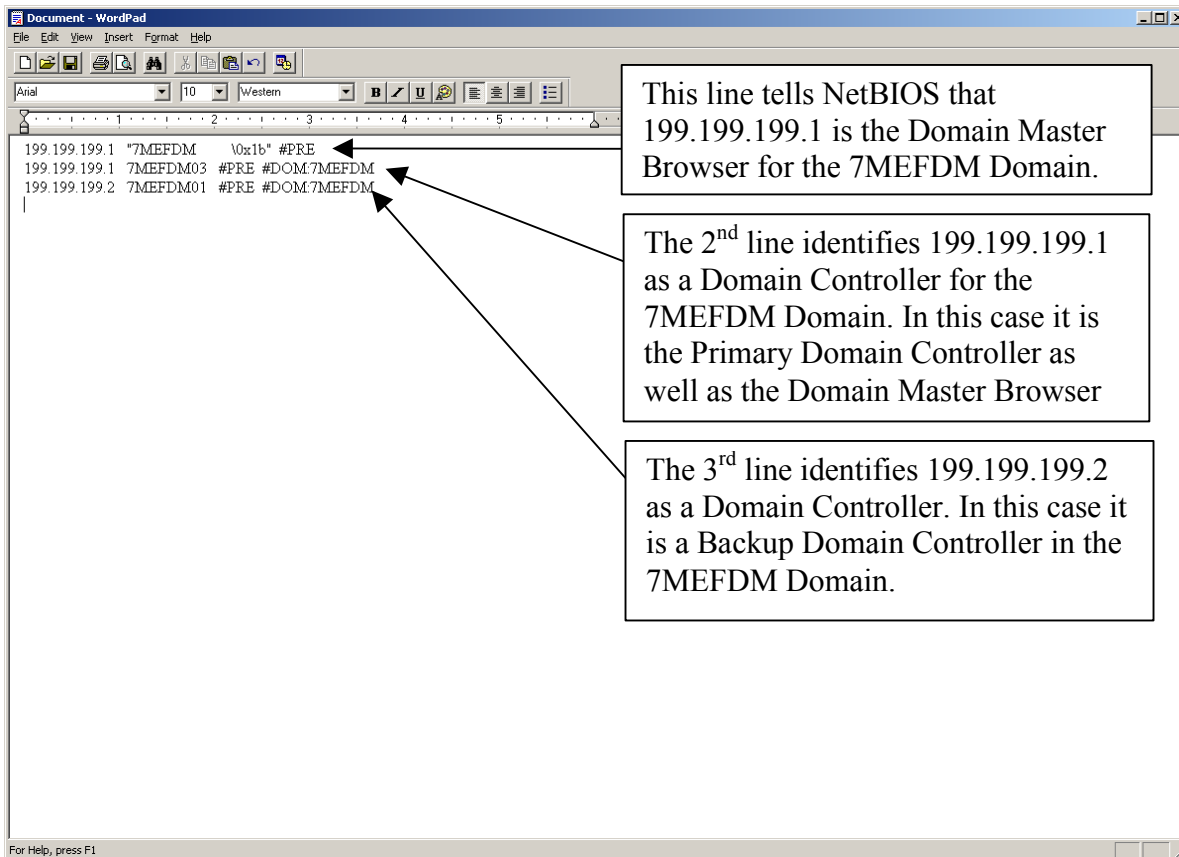 Document - WordPad
File Edit View Insert Format Help
Arial 10 Western B I U
1 2 3 4 5
199.199.199.1 "7MEFDM \0x1b" #PRE
199.199.199.1 7MEFDM03 #PRE #DOM:7MEFDM
199.199.199.2 7MEFDM01 #PRE #DOM:7MEFDM
This line tells NetBIOS that
199.199.199.1 is the Domain Master
Browser for the 7MEFDM Domain.
The 2nd line identifies 199.199.199.1
as a Domain Controller for the
7MEFDM Domain. In this case it is
the Primary Domain Controller as
well as the Domain Master Browser
The 3rd line identifies 199.199.199.2
as a Domain Controller. In this case it
is a Backup Domain Controller in the
7MEFDM Domain.
For Help, press F1